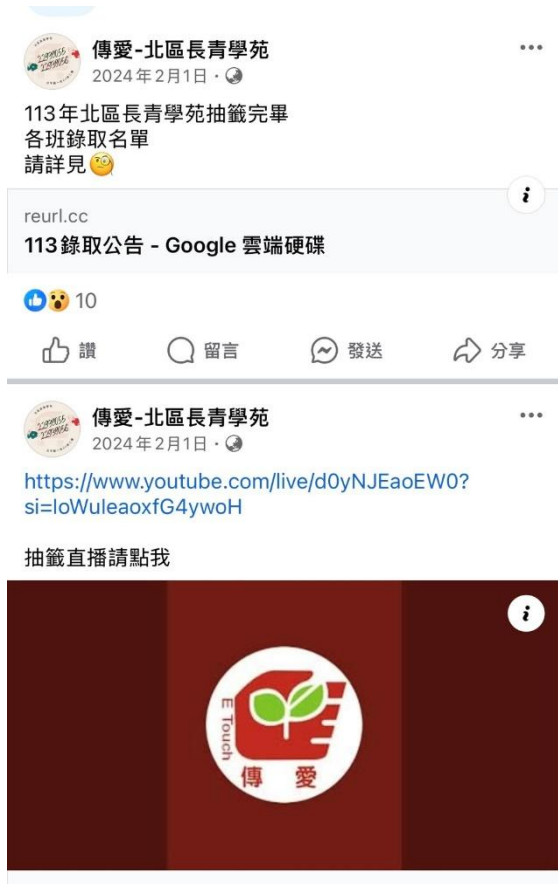 傳愛-北區長青學苑
2024年2月1日
113年北區長青學苑抽籤完畢
各班錄取名單
請詳見🧐
reurl.cc
113錄取公告 - Google 雲端硬碟
10
讚 留言 發送 分享
傳愛-北區長青學苑
2024年2月1日
https://www.youtube.com/live/d0yNJEaoEW0?
si=loWuleaoxfG4ywoH
抽籤直播請點我
E Touch
傳 愛